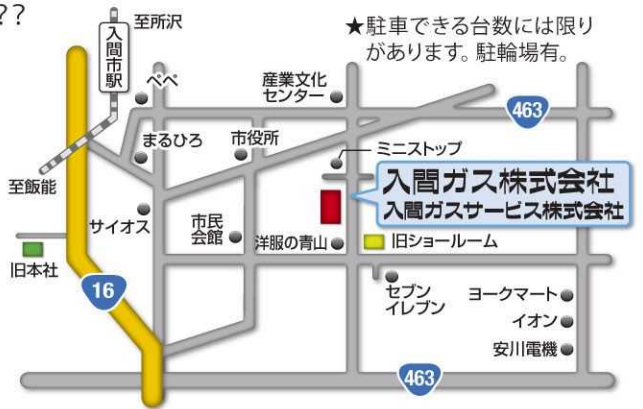 ??
至所沢
入間市駅
至飯能
★駐車できる台数には限り
があります。駐輪場有。
ぺぺ
産業文化
センター
463
まるひろ
市役所
ミニストップ
入間ガス株式会社
入間ガスサービス株式会社
サイオス
市民
会館
洋服の青山
旧ショールーム
旧本社
16
セブン
イレブン
ヨークマート
イオン
安川電機
463